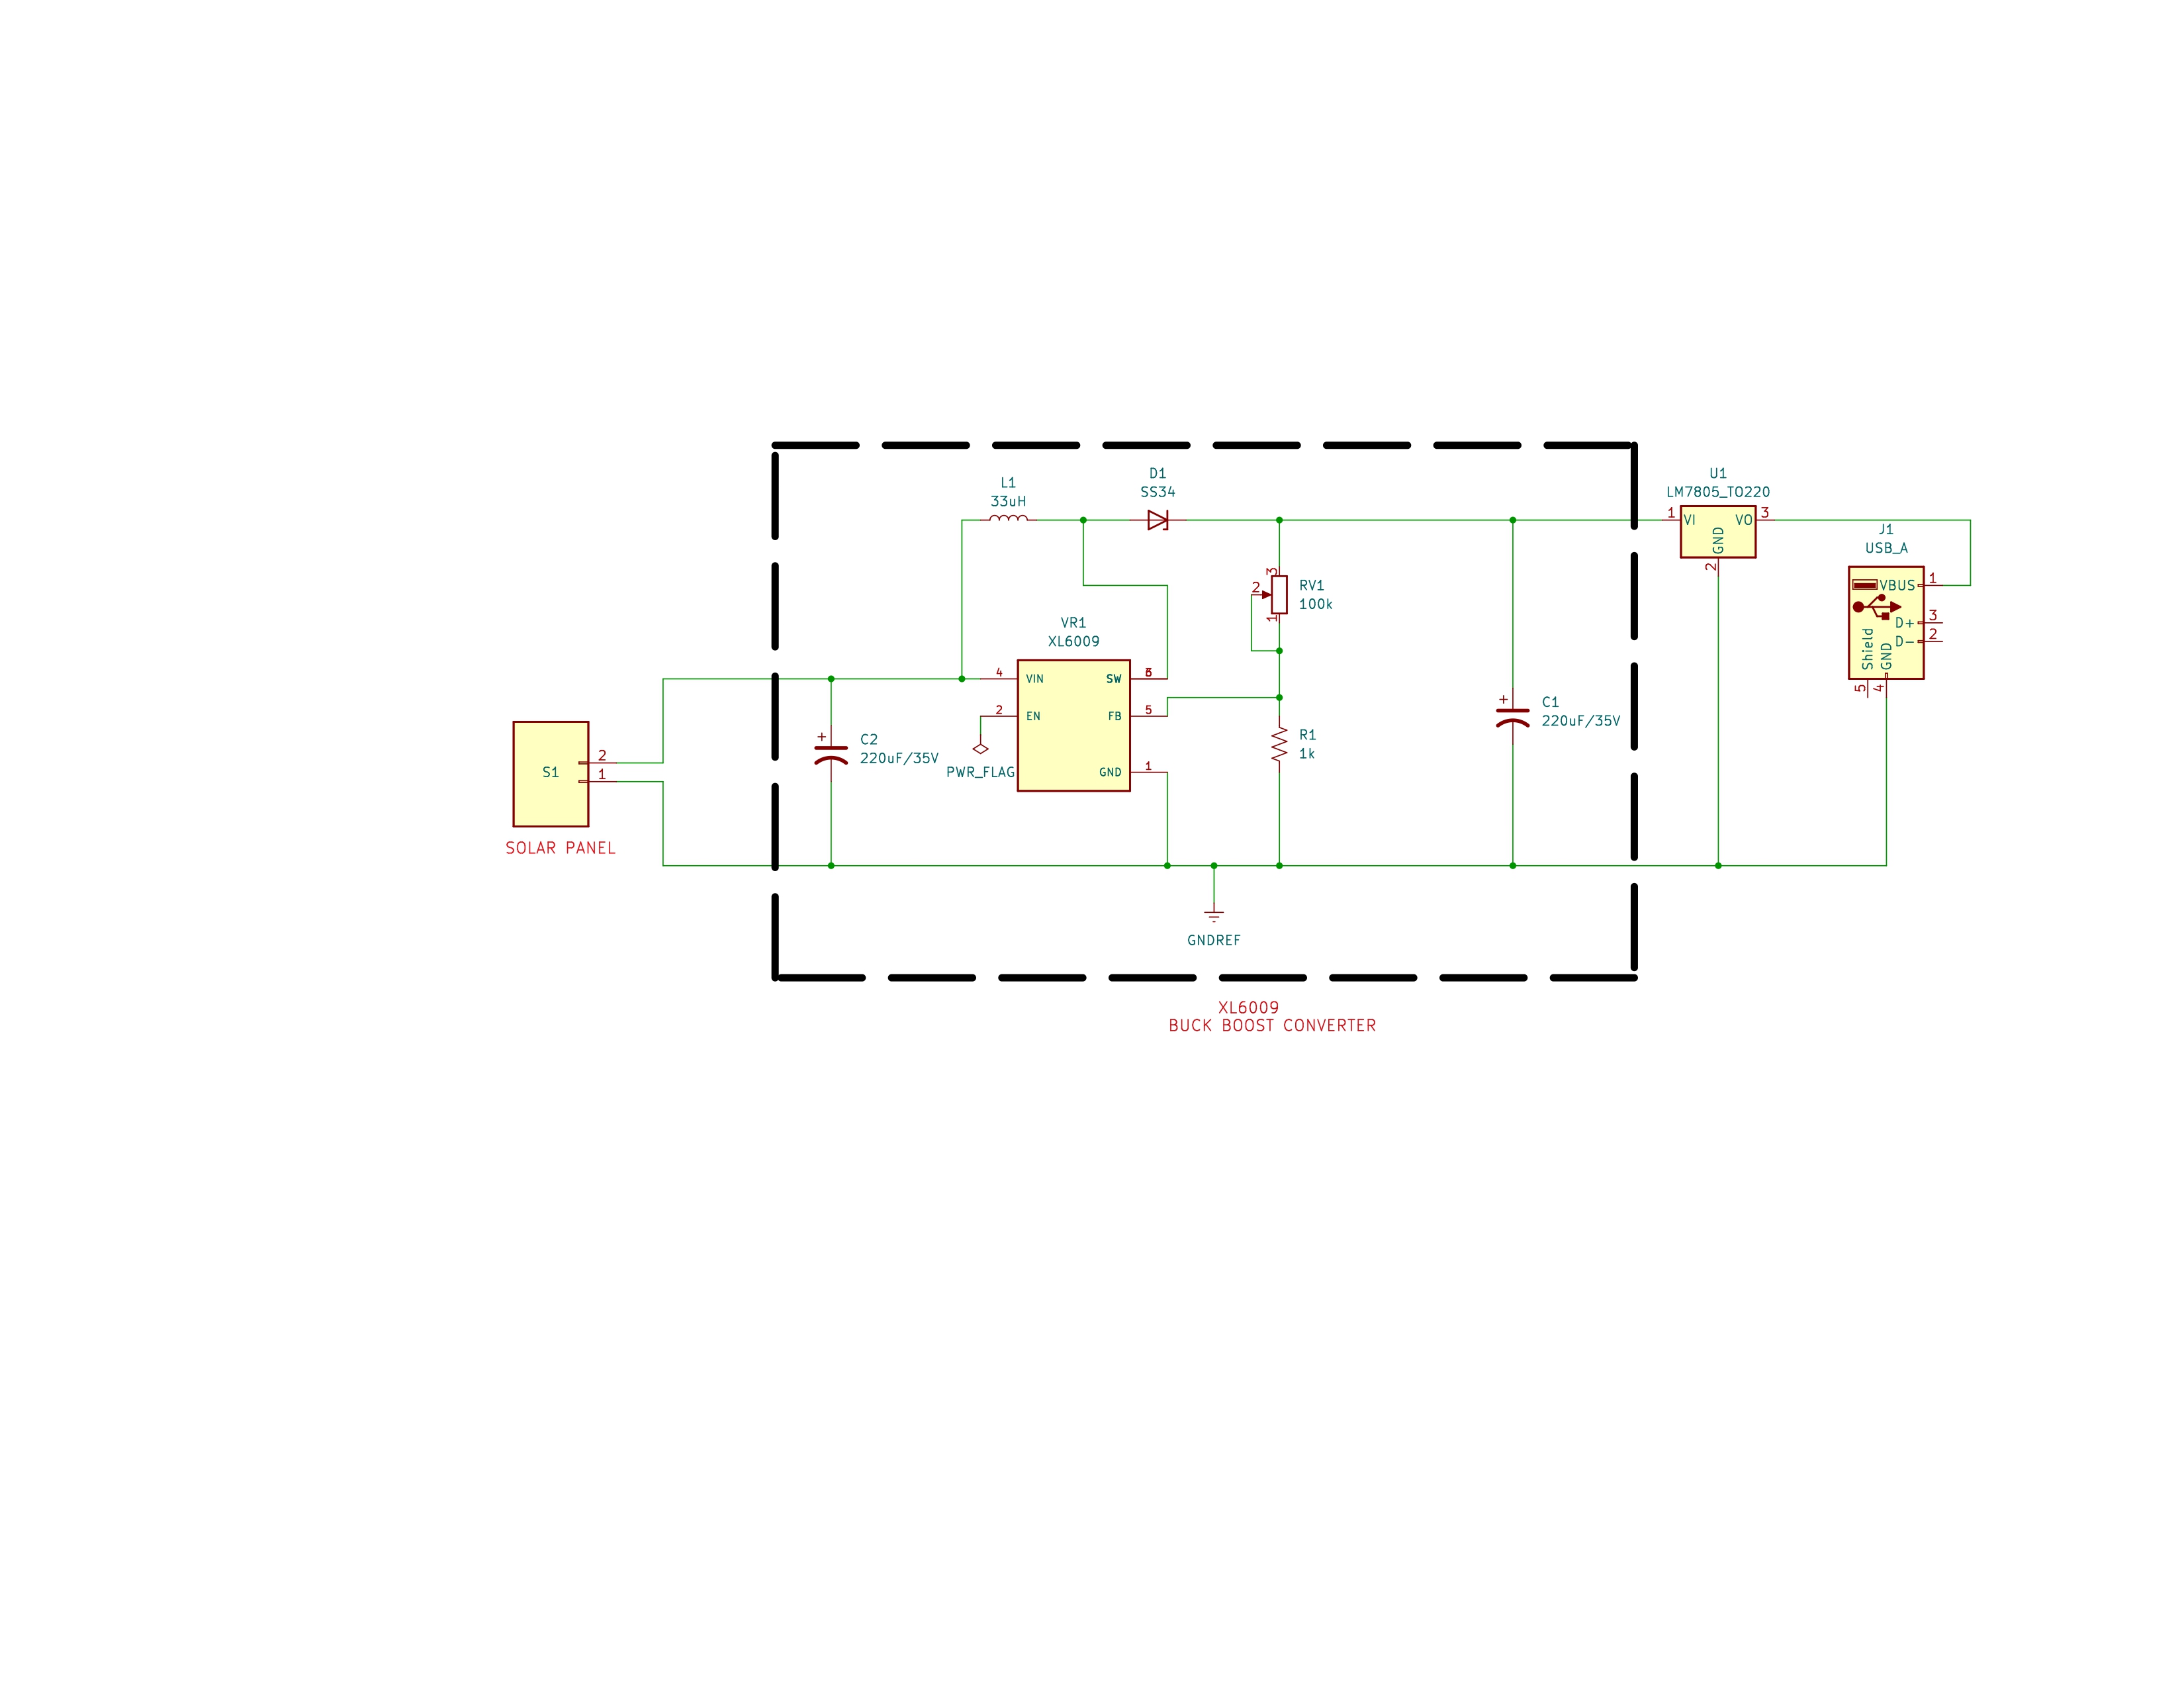 L1
33uH
D1
SS34
U1
LM7805_TO220
1
VI
VO
3
GND
2
J1
USB_A
VBUS
1
D+
3
D-
2
Shield
GND
5
4
3
2
1
RV1
100k
VR1
XL6009
4
VIN
SW
2
EN
FB
5
GND
1
PWR_FLAG
+
C2
220uF/35V
R1
1k
+
C1
220uF/35V
S1
2
1
SOLAR PANEL
GNDREF
XL6009
BUCK BOOST CONVERTER